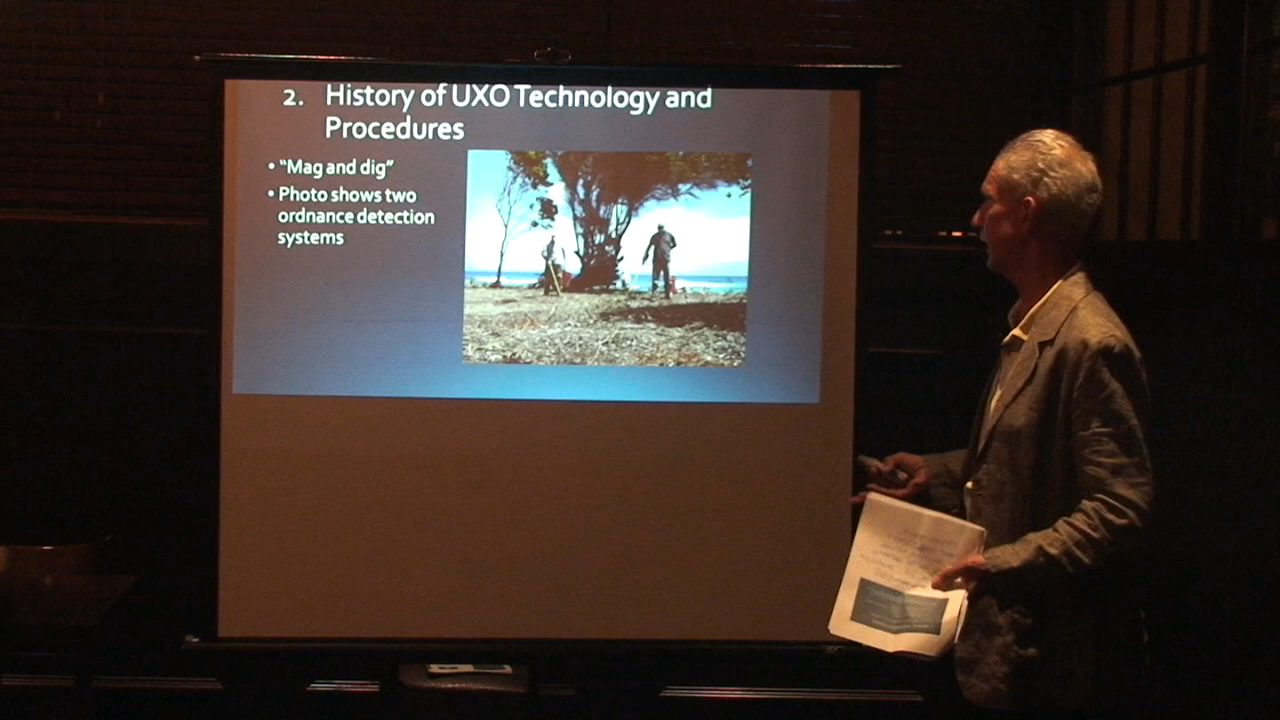 2. History of UXO Technology and
Procedures
• "Mag and dig"
• Photo shows two
ordnance detection
systems